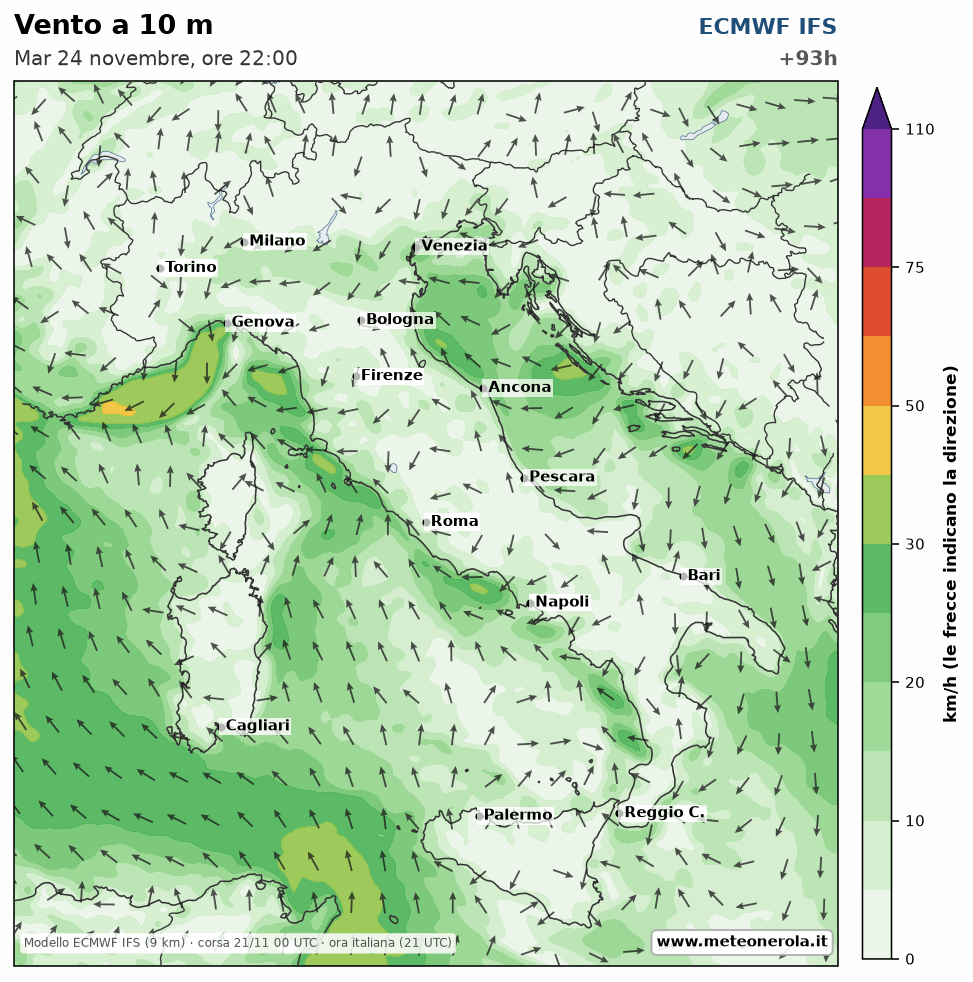 Vento a 10 m
ECMWF IFS
Mar 24 novembre, ore 22:00
+93h
Milano
Venezia
Torino
Genova
Bologna
Firenze
Ancona
Pescara
Roma
Bari
Napoli
Cagliari
Palermo
Reggio C.
110
75
50
30
20
10
0
km/h (le frecce indicano la direzione)
Modello ECMWF IFS (9 km) · corsa 21/11 00 UTC · ora italiana (21 UTC)
www.meteonerola.it